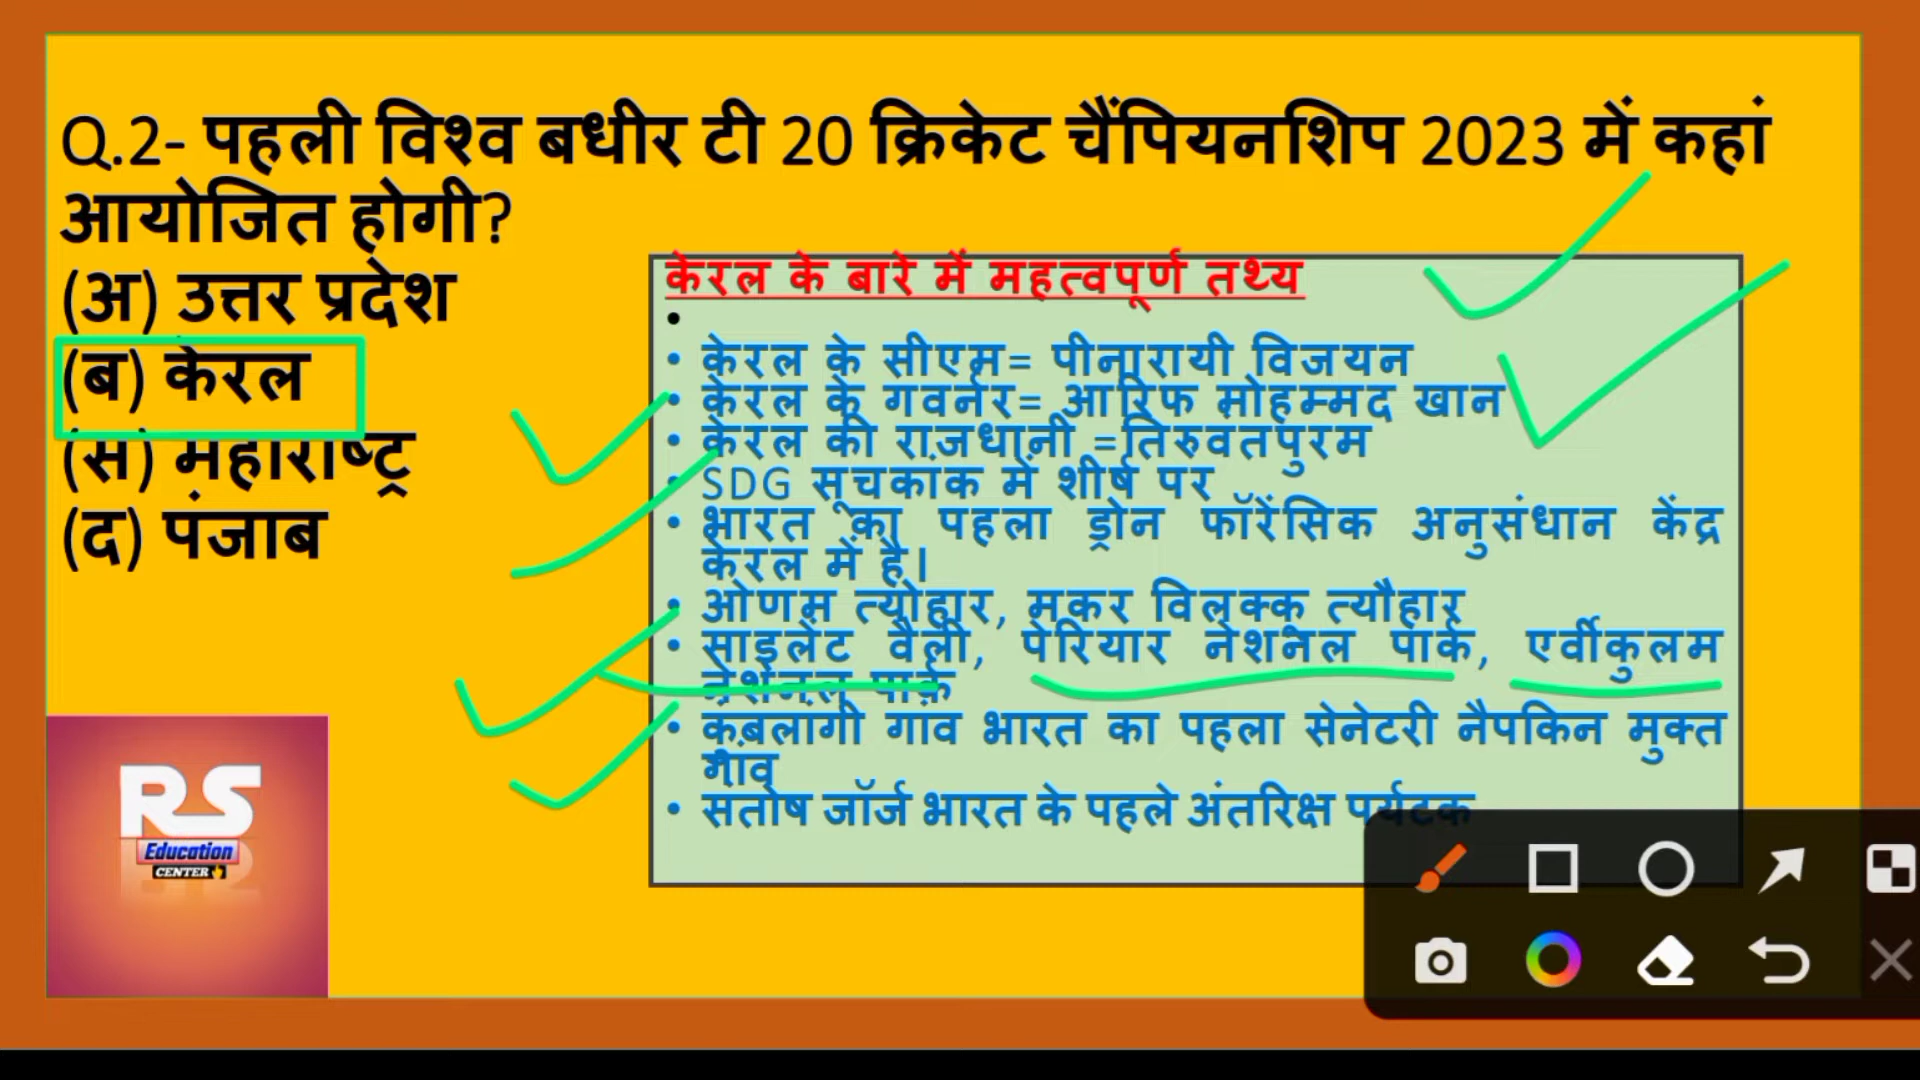 Q.2- पहली विश्व बधीर टी 20 क्रिकेट चैंपियनशिप 2023 में कहां
आयोजित होगी?
(अ) उत्तर प्रदेश
(ब) केरल
(स) महाराष्ट्र
(द) पंजाब
केरल के बारे में महत्वपूर्ण तथ्य
• केरल के सीएम= पीनारायी विजयन
• केरल के गवर्नर= आरिफ मोहम्मद खान
• केरल की राजधानी =तिरुवंतपुरम
• SDG सूचकांक में शीर्ष पर
• भारत का पहला ड्रोन फॉरेंसिक अनुसंधान केंद्र
केरल में है।
• ओणम त्योहार, मकर विलक्कू त्यौहार
• साइलेंट वैली, पेरियार नेशनल पार्क, एर्वीकुलम
नेशनल पार्क
• कुंबलांगी गांव भारत का पहला सेनेटरी नैपकिन मुक्त
गांव
• संतोष जॉर्ज भारत के पहले अंतरिक्ष पर्यटक
RS
Education
CENTER